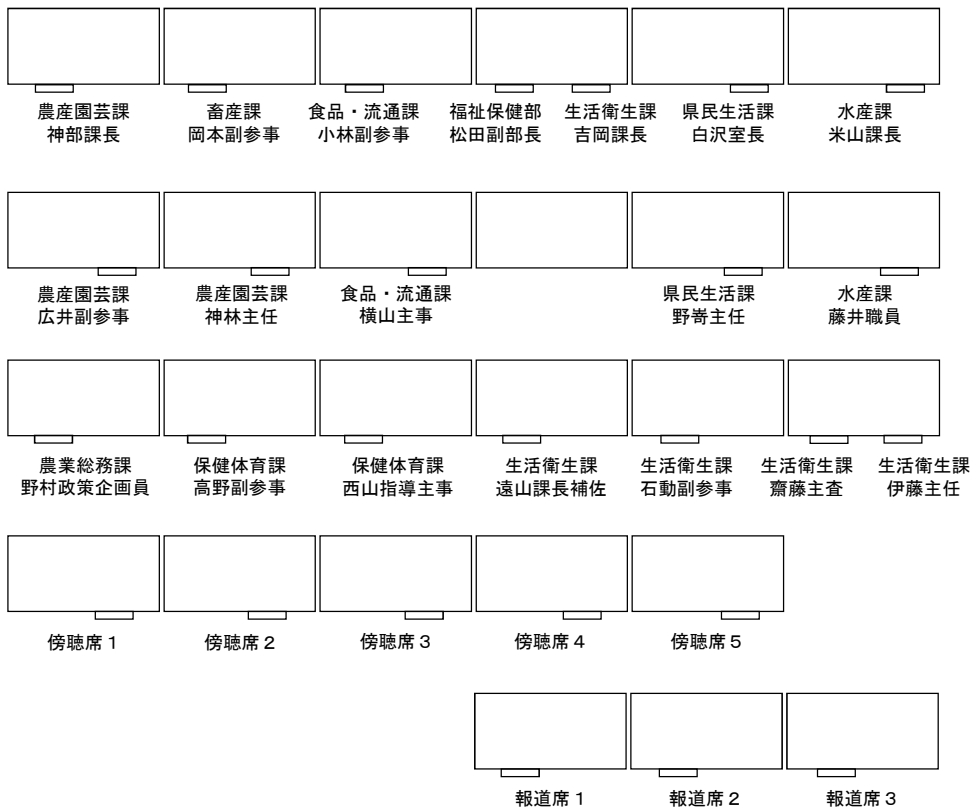 農産園芸課 畜産課 食品・流通課 福祉保健部 生活衛生課 県民生活課 水産課
神部課長 岡本副参事 小林副参事 松田副部長 吉岡課長 白沢室長 米山課長
農産園芸課 農産園芸課 食品・流通課 県民生活課 水産課
広井副参事 神林主任 横山主事 野嵜主任 藤井職員
農業総務課 保健体育課 保健体育課 生活衛生課 生活衛生課 生活衛生課 生活衛生課
野村政策企画員 高野副参事 西山指導主事 遠山課長補佐 石動副参事 齋藤主査 伊藤主任
傍聴席1 傍聴席2 傍聴席3 傍聴席4 傍聴席5
報道席1 報道席2 報道席3